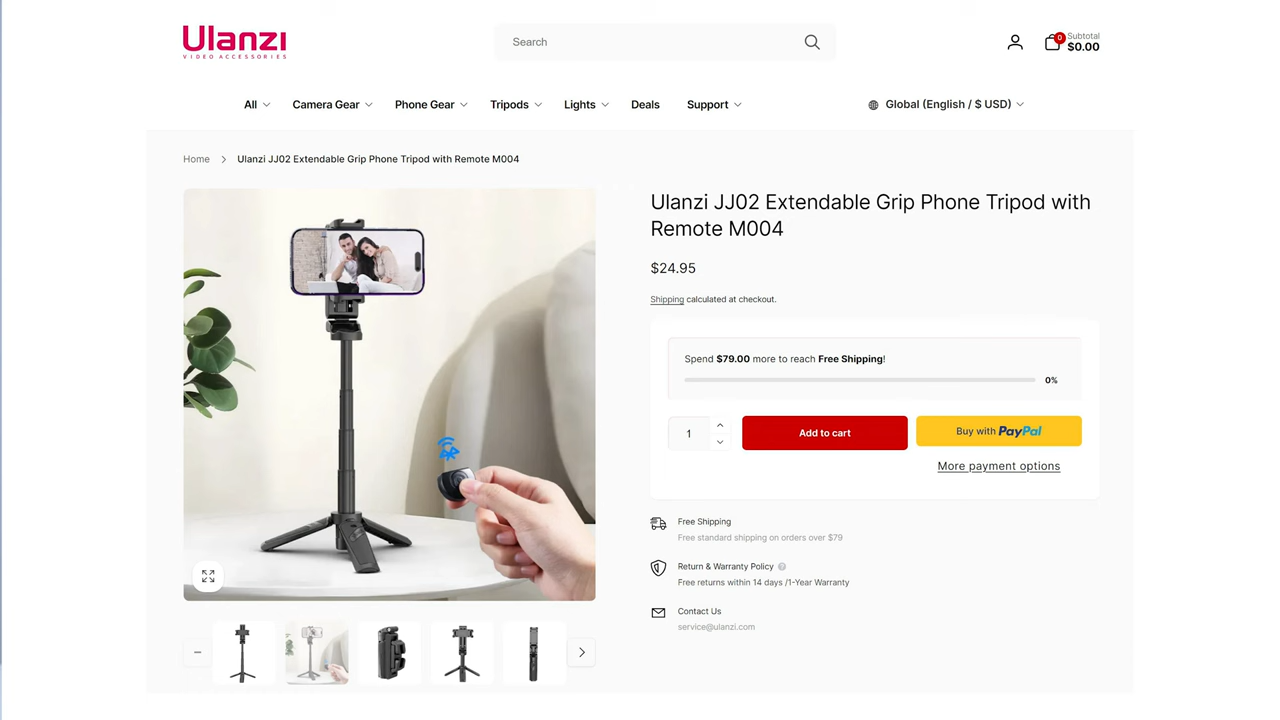 Ulanzi
VIDEO ACCESSORIES
Search
0
Subtotal
$0.00
All
Camera Gear
Phone Gear
Tripods
Lights
Deals
Support
Global (English / $ USD)
Home
Ulanzi JJ02 Extendable Grip Phone Tripod with Remote M004
Ulanzi JJ02 Extendable Grip Phone Tripod with
Remote M004
$24.95
Shipping calculated at checkout.
Spend $79.00 more to reach Free Shipping!
0%
1
Add to cart
Buy with PayPal
More payment options
Free Shipping
Free standard shipping on orders over $79
Return & Warranty Policy ?
Free returns within 14 days /1-Year Warranty
Contact Us
service@ulanzi.com